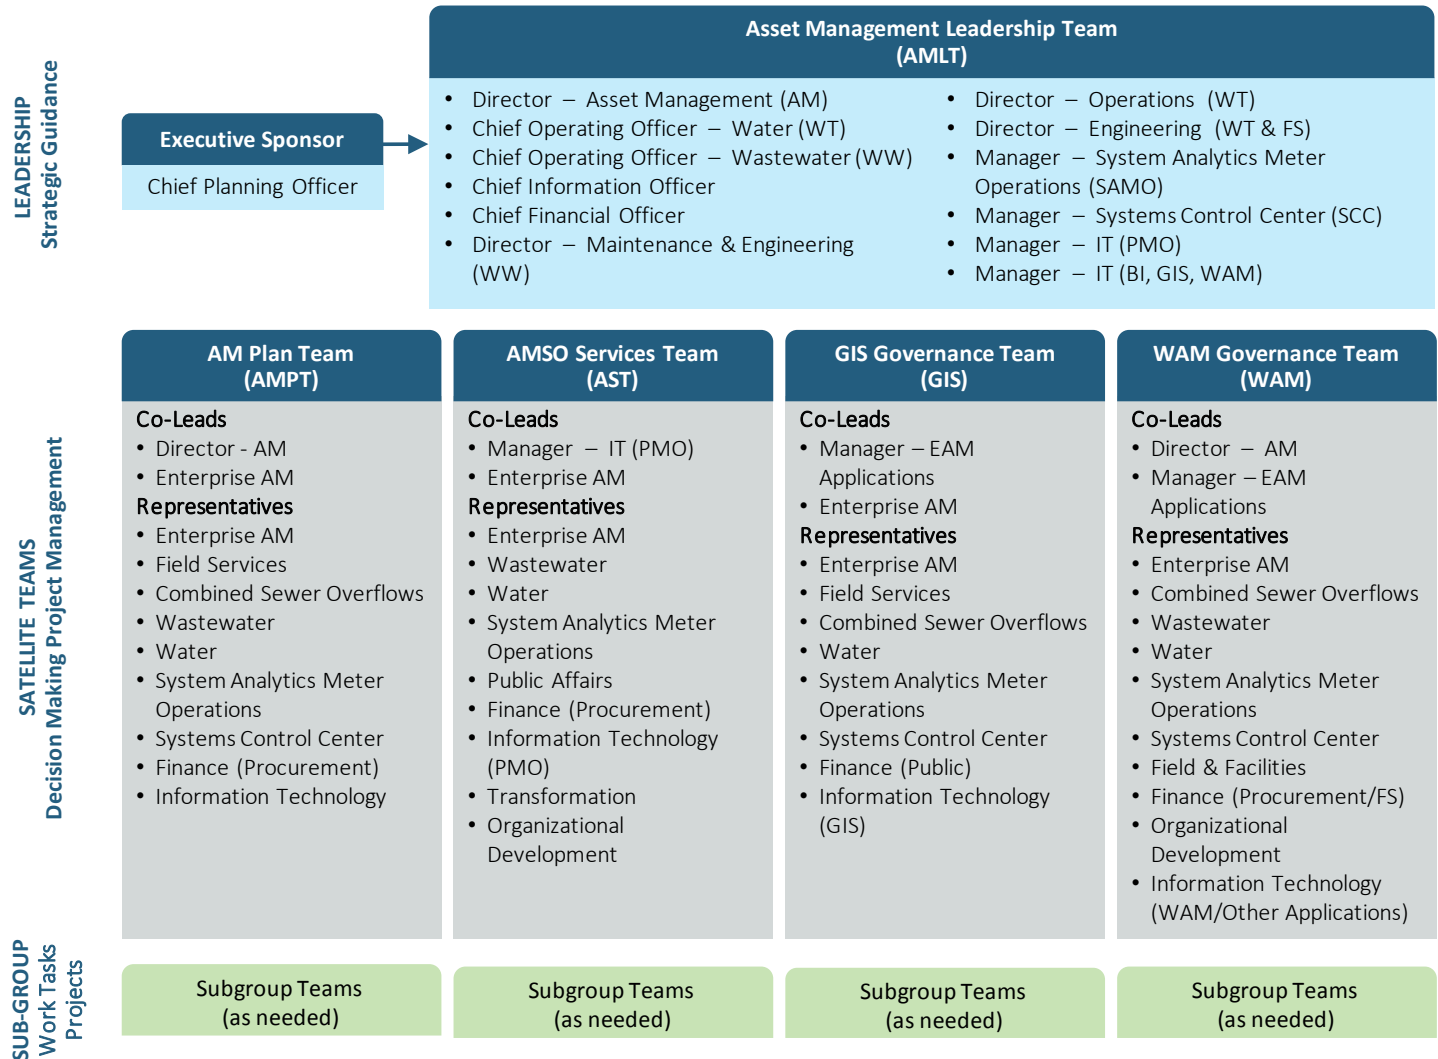 LEADERSHIP
Strategic Guidance
Executive Sponsor
Chief Planning Officer
Asset Management Leadership Team
(AMLT)
• Director – Asset Management (AM)
• Chief Operating Officer – Water (WT)
• Chief Operating Officer – Wastewater (WW)
• Chief Information Officer
• Chief Financial Officer
• Director – Maintenance & Engineering
(WW)
• Director – Operations (WT)
• Director – Engineering (WT & FS)
• Manager – System Analytics Meter
Operations (SAMO)
• Manager – Systems Control Center (SCC)
• Manager – IT (PMO)
• Manager – IT (BI, GIS, WAM)
SATELLITE TEAMS
Decision Making Project Management
AM Plan Team
(AMPT)
Co-Leads
• Director - AM
• Enterprise AM
Representatives
• Enterprise AM
• Field Services
• Combined Sewer Overflows
• Wastewater
• Water
• System Analytics Meter
Operations
• Systems Control Center
• Finance (Procurement)
• Information Technology
AMSO Services Team
(AST)
Co-Leads
• Manager – IT (PMO)
• Enterprise AM
Representatives
• Enterprise AM
• Wastewater
• Water
• System Analytics Meter
Operations
• Public Affairs
• Finance (Procurement)
• Information Technology
(PMO)
• Transformation
• Organizational
Development
GIS Governance Team
(GIS)
Co-Leads
• Manager – EAM
Applications
• Enterprise AM
Representatives
• Enterprise AM
• Field Services
• Combined Sewer Overflows
• Water
• System Analytics Meter
Operations
• Systems Control Center
• Finance (Public)
• Information Technology
(GIS)
WAM Governance Team
(WAM)
Co-Leads
• Director – AM
• Manager – EAM
Applications
Representatives
• Enterprise AM
• Combined Sewer Overflows
• Wastewater
• Water
• System Analytics Meter
Operations
• Systems Control Center
• Field & Facilities
• Finance (Procurement/FS)
• Organizational
Development
• Information Technology
(WAM/Other Applications)
SUB-GROUP
Work Tasks
Projects
Subgroup Teams
(as needed)
Subgroup Teams
(as needed)
Subgroup Teams
(as needed)
Subgroup Teams
(as needed)